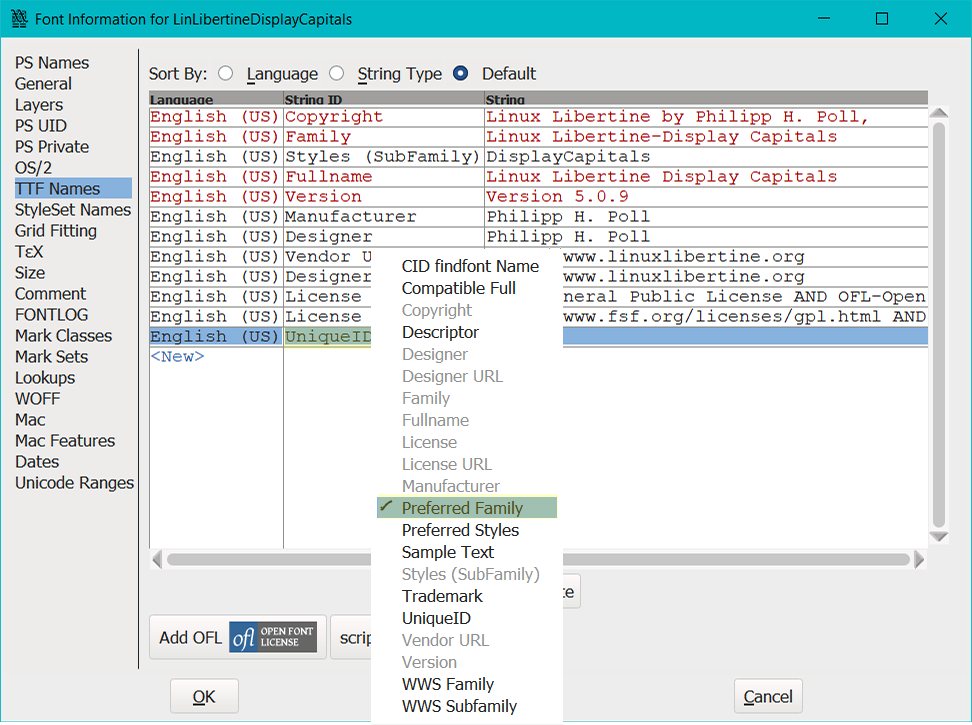 Font Information for LinLibertineDisplayCapitals
PS Names
General
Layers
PS UID
PS Private
OS/2
TTF Names
StyleSet Names
Grid Fitting
TεX
Size
Comment
FONTLOG
Mark Classes
Mark Sets
Lookups
WOFF
Mac
Mac Features
Dates
Unicode Ranges
Sort By: Language String Type Default
Language String ID String
English (US) Copyright Linux Libertine by Philipp H. Poll,
English (US) Family Linux Libertine-Display Capitals
English (US) Styles (SubFamily) DisplayCapitals
English (US) Fullname Linux Libertine Display Capitals
English (US) Version Version 5.0.9
English (US) Manufacturer Philipp H. Poll
English (US) Designer Philipp H. Poll
English (US) Vendor U www.linuxlibertine.org
English (US) Designer www.linuxlibertine.org
English (US) License neral Public License AND OFL-Open
English (US) License www.fsf.org/licenses/gpl.html AND
English (US) UniqueID
<New>
CID findfont Name
Compatible Full
Copyright
Descriptor
Designer
Designer URL
Family
Fullname
License
License URL
Manufacturer
Preferred Family
Preferred Styles
Sample Text
Styles (SubFamily)
Trademark
UniqueID
Vendor URL
Version
WWS Family
WWS Subfamily
te
Add OFL ofl OPEN FONT
LICENSE
scrip
OK
Cancel